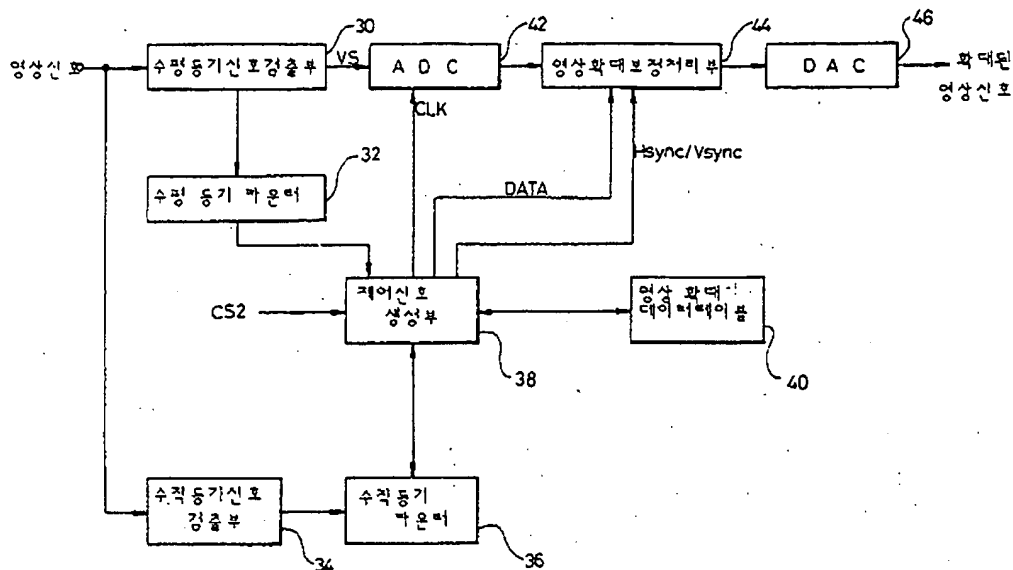 30
42
44
46
영상신호
수평동기신호검출부
VS
A D C
영상확대보정처리부
D A C
확대된
영상신호
CLK
Hsync/Vsync
32
수평 동기 카운터
DATA
CS2
제어신호
생성부
영상 확대
데이터테이블
38
40
수직동기신호
검출부
수직동기
카운터
34
36